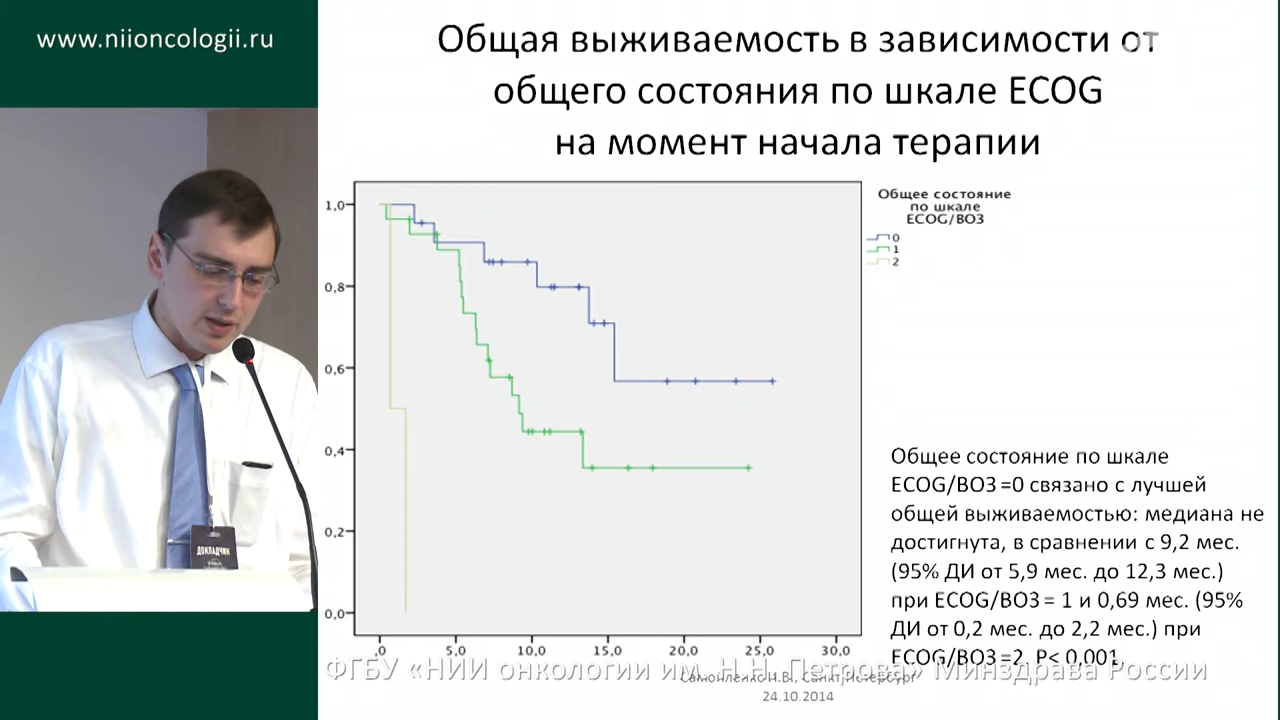 www.niioncologii.ru
Общая выживаемость в зависимости от
общего состояния по шкале ECOG
на момент начала терапии
Общее состояние
по шкале
ECOG/ВОЗ
0
1
2
1,0
0,8
0,6
0,4
0,2
0,0
0
5,0
10,0
15,0
20,0
25,0
30,0
Общее состояние по шкале
ECOG/ВОЗ =0 связано с лучшей
общей выживаемостью: медиана не
достигнута, в сравнении с 9,2 мес.
(95% ДИ от 5,9 мес. до 12,3 мес.)
при ECOG/ВОЗ = 1 и 0,69 мес. (95%
ДИ от 0,2 мес. до 2,2 мес.) при
ECOG/ВОЗ =2, P< 0,001.
ФГБУ «НИИ онкологии им. Н.Н. Петрова» Минздрава России
Самойленко И.В., Санкт-Петербург
24.10.2014
ДОКЛАДЧИК